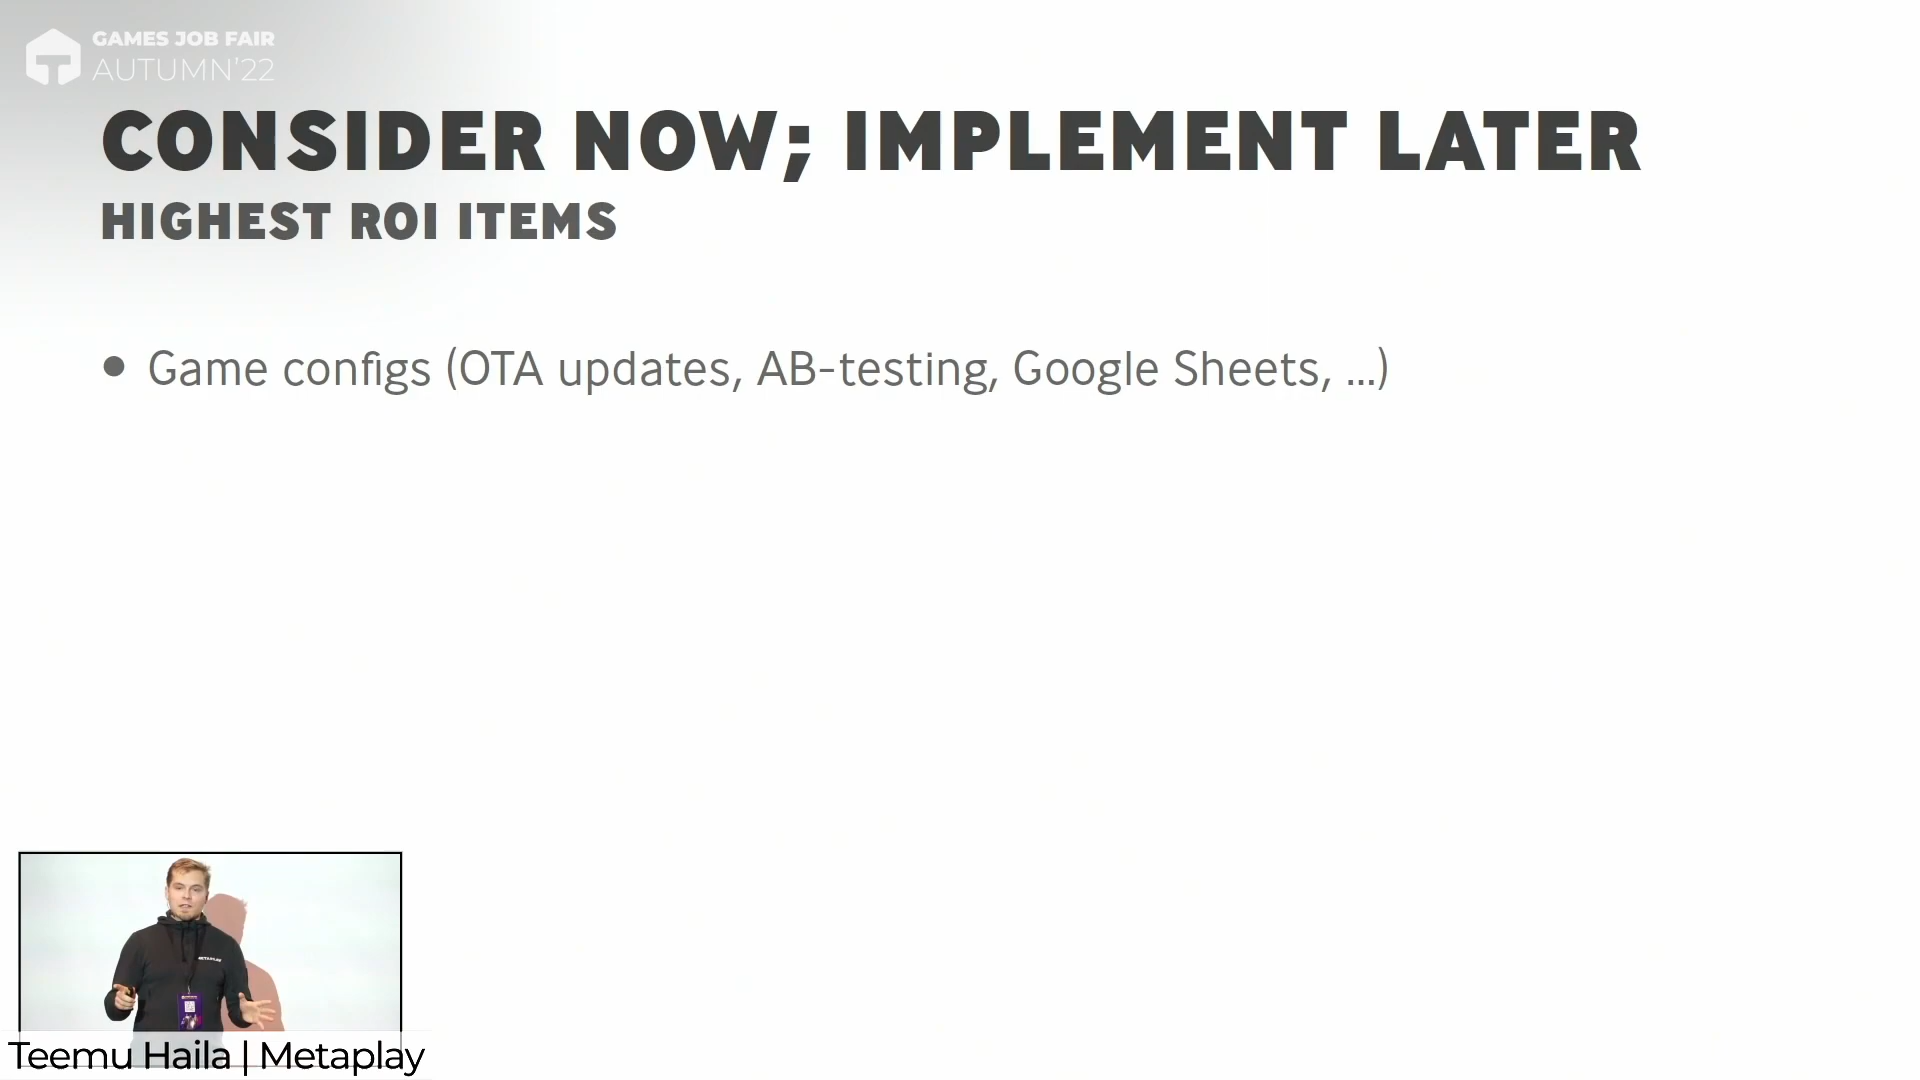 GAMES JOB FAIR
AUTUMN'22
CONSIDER NOW; IMPLEMENT LATER
HIGHEST ROI ITEMS
• Game configs (OTA updates, AB-testing, Google Sheets, ...)
METAPLAY
Teemu Haila | Metaplay